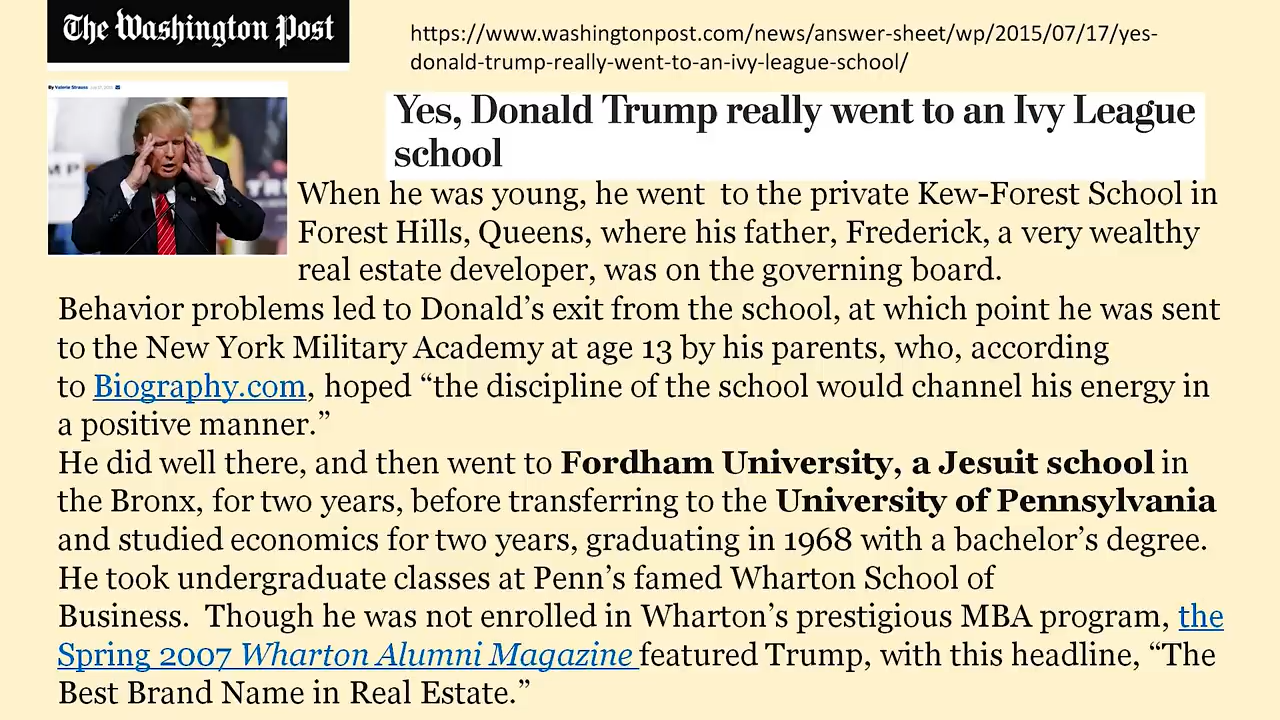 The Washington Post
https://www.washingtonpost.com/news/answer-sheet/wp/2015/07/17/yes-
donald-trump-really-went-to-an-ivy-league-school/
By Valerie Strauss
Yes, Donald Trump really went to an Ivy League
school
When he was young, he went  to the private Kew-Forest School in
Forest Hills, Queens, where his father, Frederick, a very wealthy
real estate developer, was on the governing board.
Behavior problems led to Donald’s exit from the school, at which point he was sent
to the New York Military Academy at age 13 by his parents, who, according
to Biography.com, hoped “the discipline of the school would channel his energy in
a positive manner.”
He did well there, and then went to Fordham University, a Jesuit school in
the Bronx, for two years, before transferring to the University of Pennsylvania
and studied economics for two years, graduating in 1968 with a bachelor’s degree.
He took undergraduate classes at Penn’s famed Wharton School of
Business.  Though he was not enrolled in Wharton’s prestigious MBA program, the
Spring 2007 Wharton Alumni Magazine featured Trump, with this headline, “The
Best Brand Name in Real Estate.”